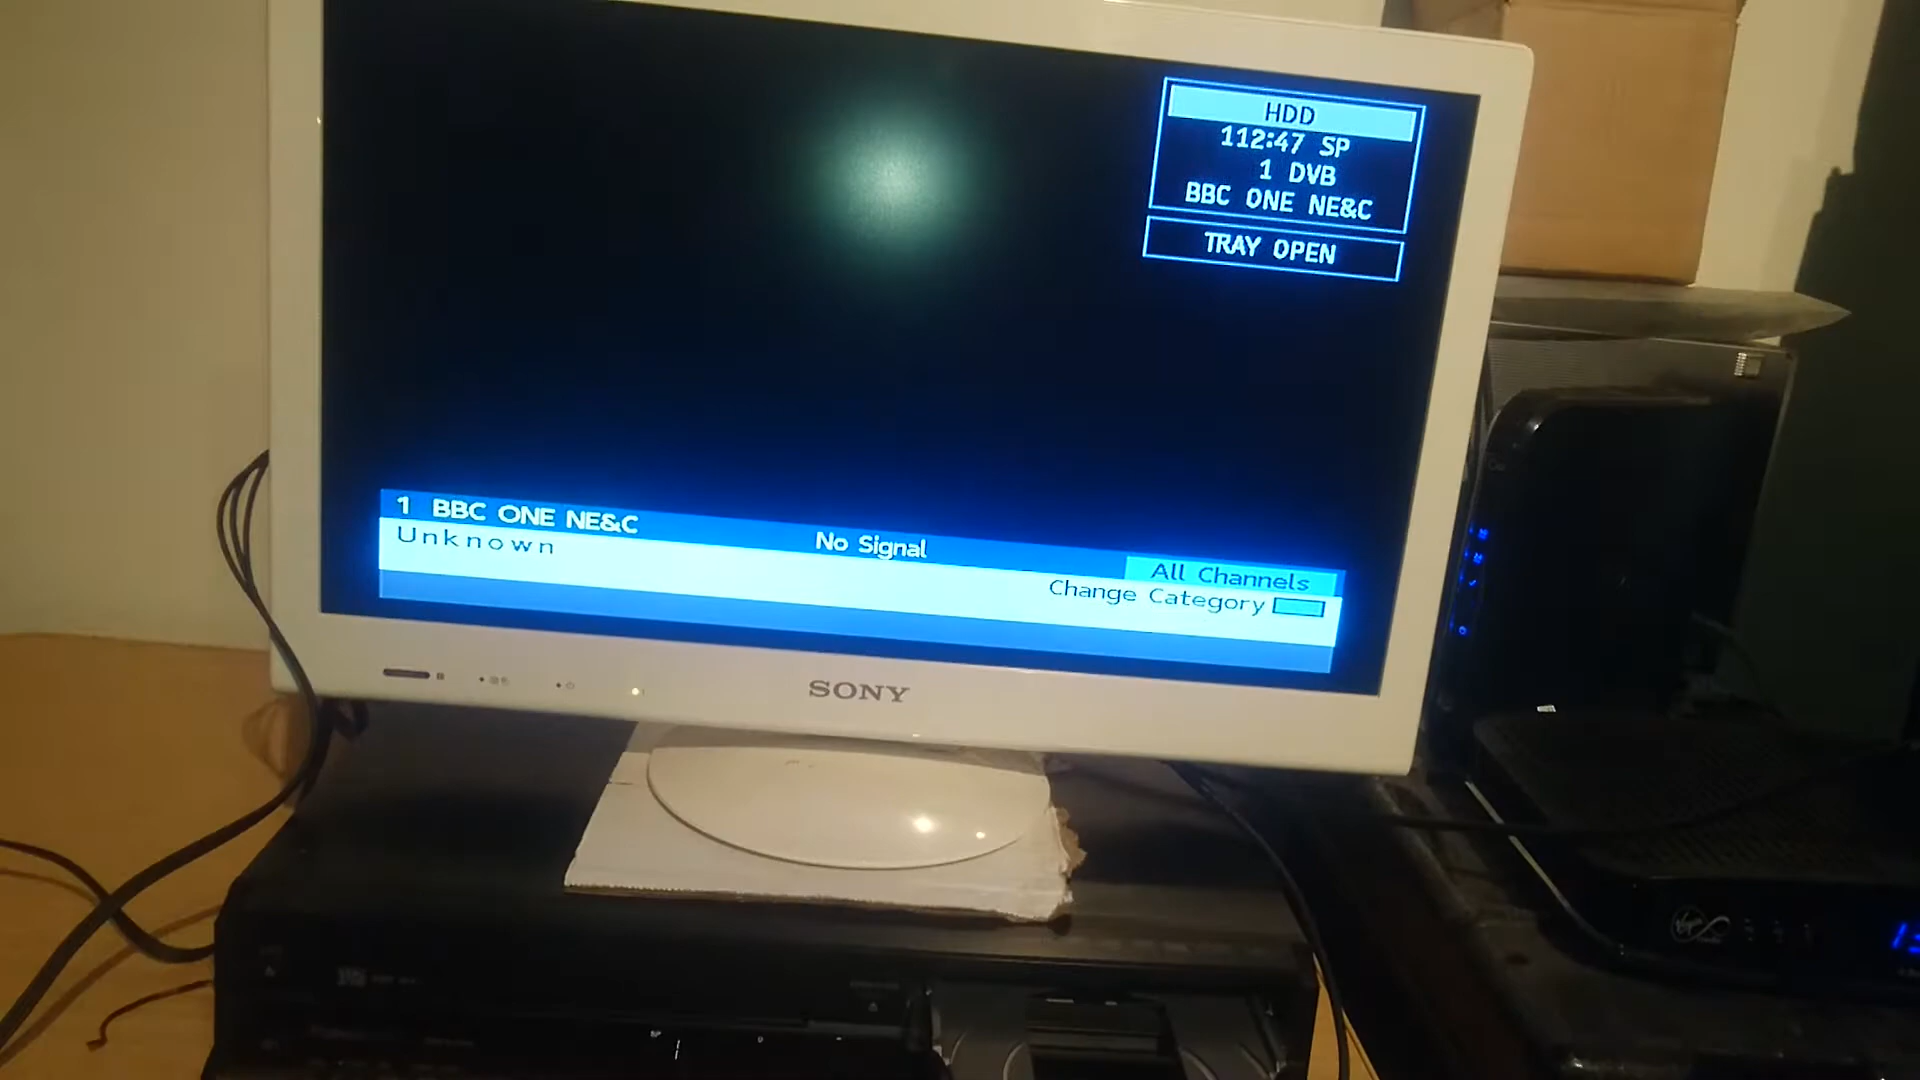 HDD
112:47 SP
1 DVB
BBC ONE NE&C
TRAY OPEN
1 BBC ONE NE&C
No Signal
All Channels
Unknown
Change Category
SONY
Virgin